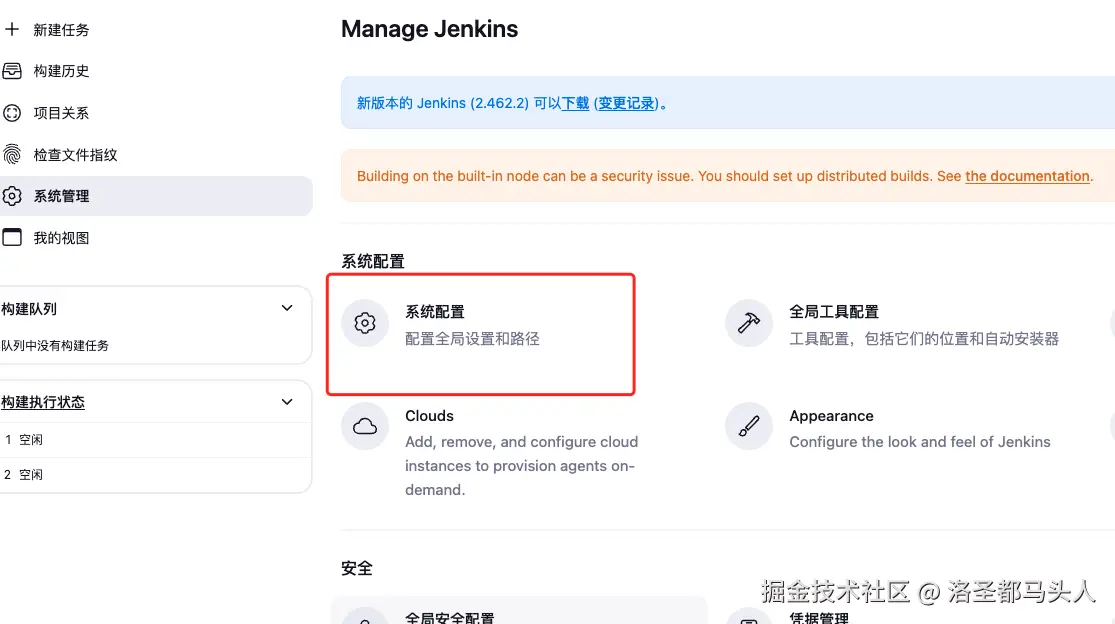 新建任务
构建历史
项目关系
检查文件指纹
系统管理
我的视图
构建队列
队列中没有构建任务
构建执行状态
1 空闲
2 空闲
Manage Jenkins
新版本的 Jenkins (2.462.2) 可以下载 (变更记录)。
Building on the built-in node can be a security issue. You should set up distributed builds. See the documentation.
系统配置
系统配置
配置全局设置和路径
全局工具配置
工具配置，包括它们的位置和自动安装器
Clouds
Add, remove, and configure cloud
instances to provision agents on-
demand.
Appearance
Configure the look and feel of Jenkins
安全
全局安全配置
凭据管理
掘金技术社区 @ 洛圣都马头人